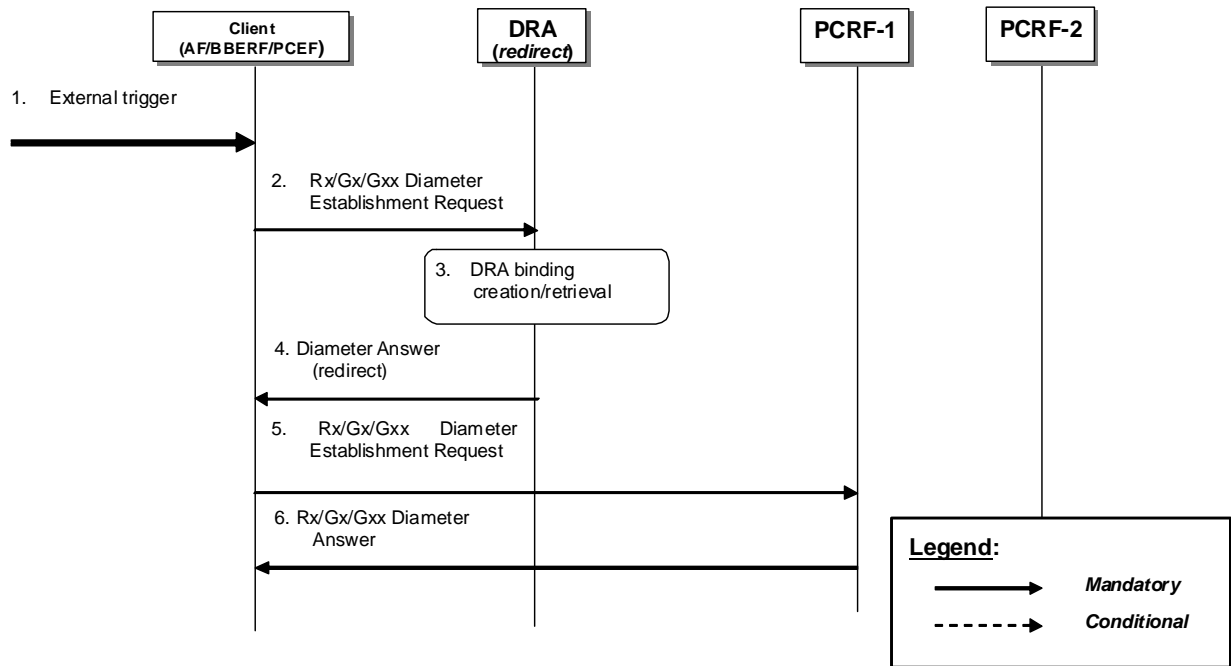 Client
(AF/BBERF/PCEF)
DRA
(redirect)
PCRF-1
PCRF-2
1. External trigger
2. Rx/Gx/Gxx Diameter
Establishment Request
3. DRA binding
creation/retrieval
4. Diameter Answer
(redirect)
5. Rx/Gx/Gxx Diameter
Establishment Request
6. Rx/Gx/Gxx Diameter
Answer
Legend:
Mandatory
Conditional